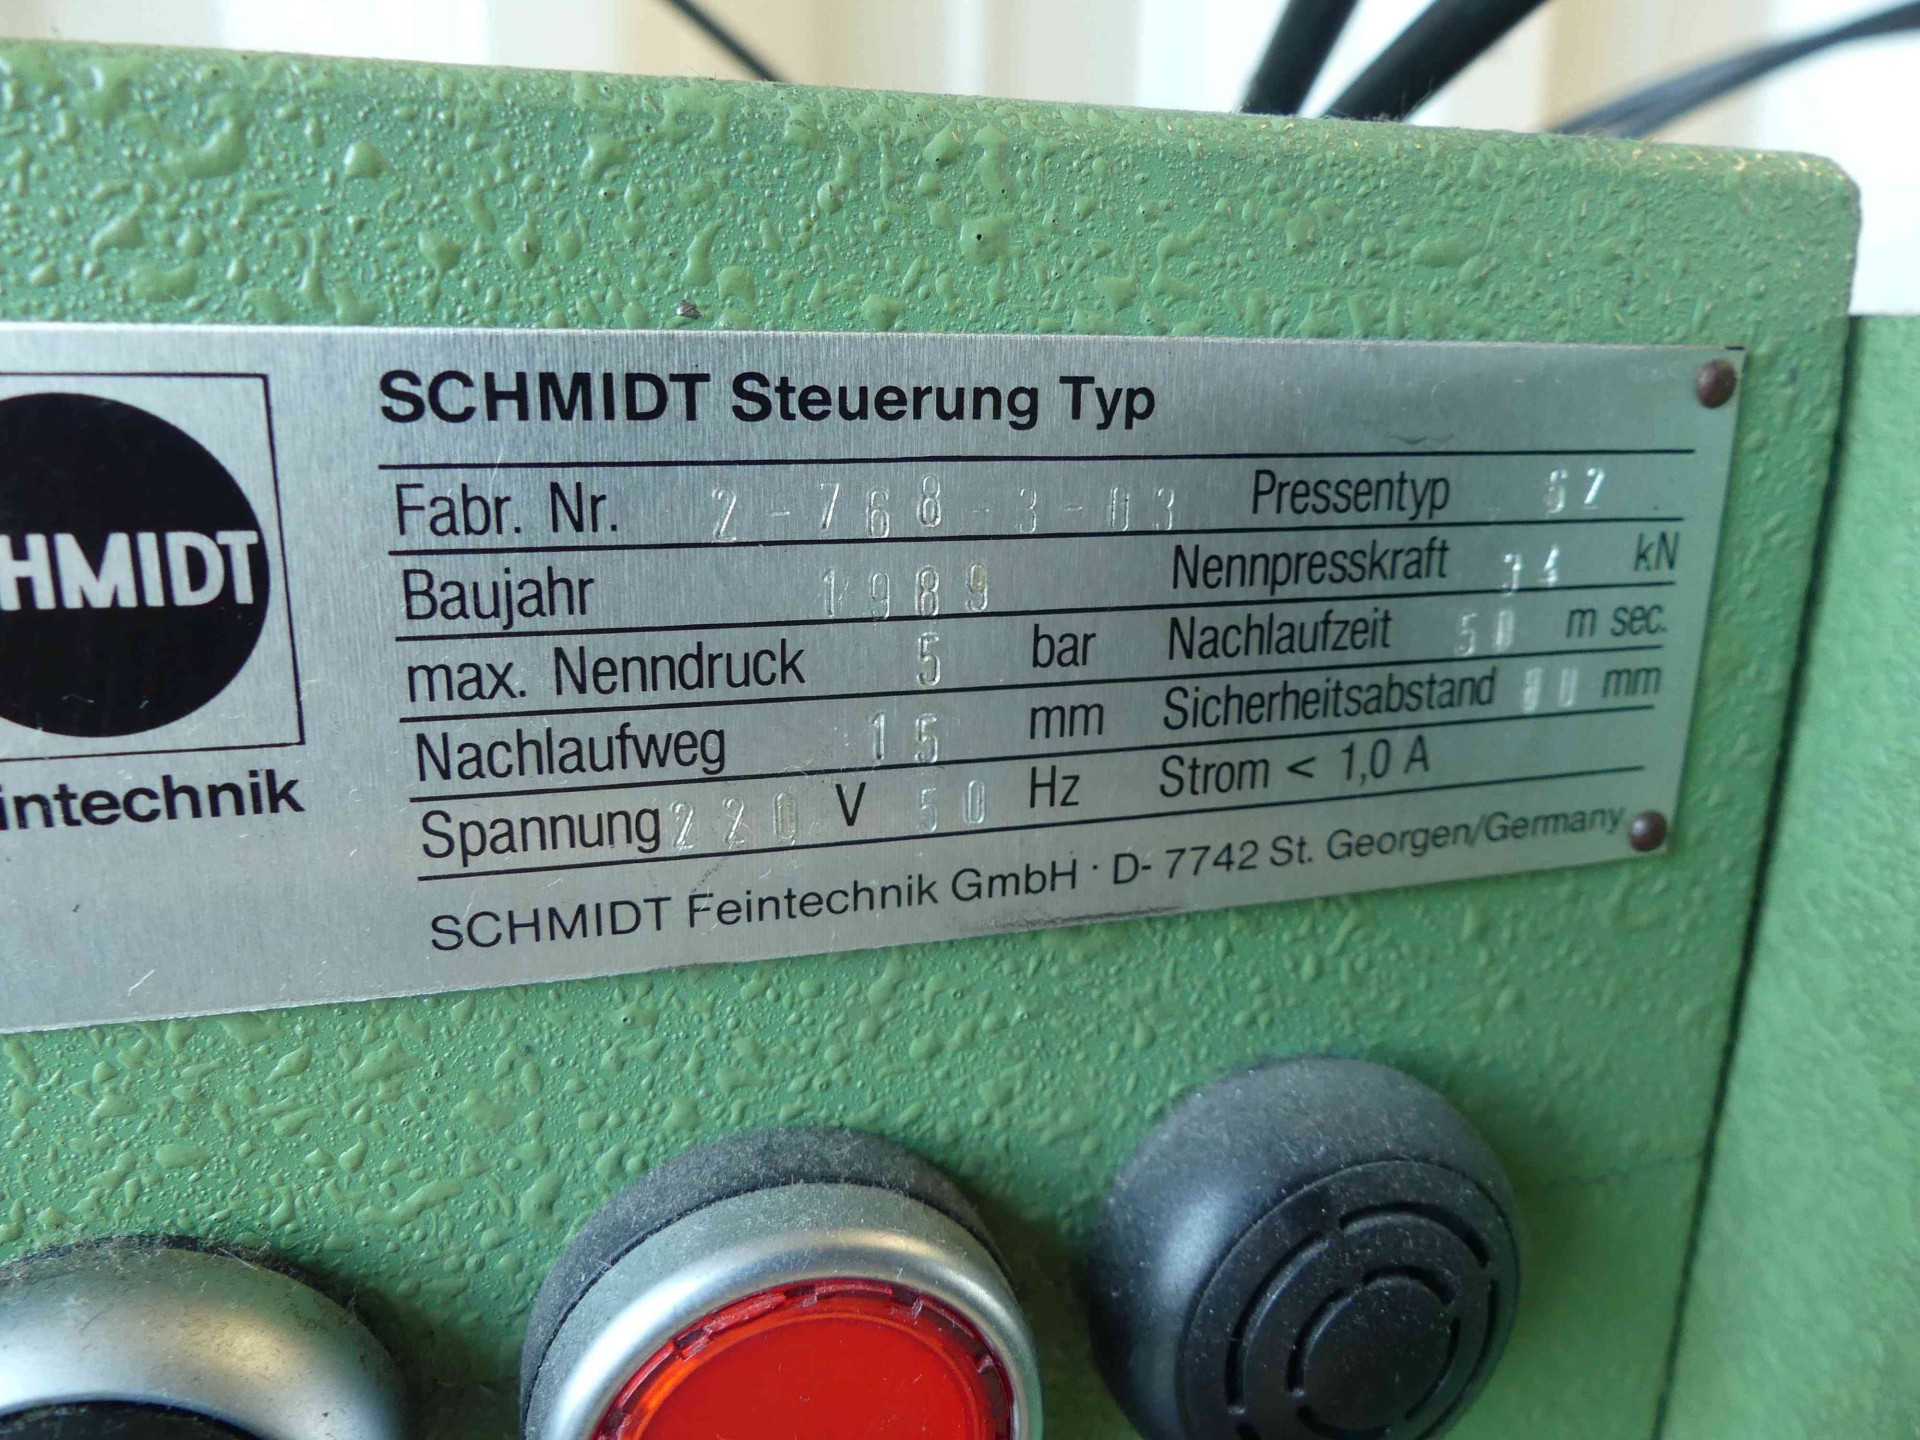 SCHMIDT Steuerung Typ
Fabr. Nr. 2-768-3-03 Pressentyp 62
Baujahr 1989 Nennpresskraft 34 kN
max. Nenndruck 5 bar Nachlaufzeit 50 m sec.
Nachlaufweg 15 mm Sicherheitsabstand mm
Spannung 220 V 50 Hz Strom < 1,0 A
SCHMIDT Feintechnik GmbH · D- 7742 St. Georgen/Germany
HMIDT
intechnik